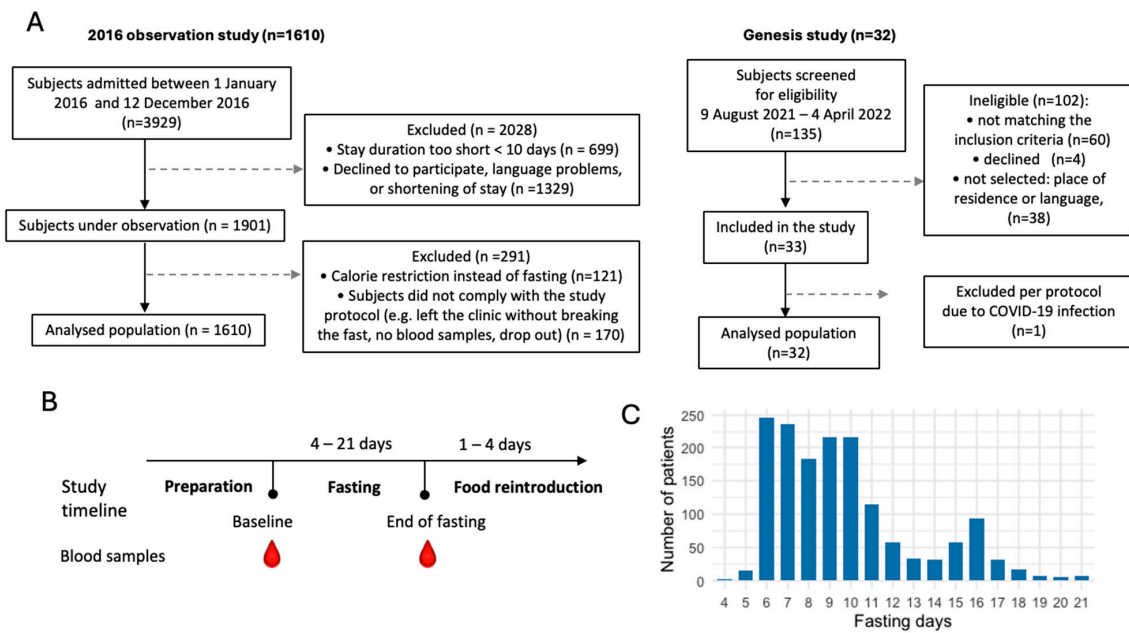 A
2016 observation study (n=1610)
Subjects admitted between 1 January
2016 and 12 December 2016
(n=3929)
Excluded (n = 2028)
• Stay duration too short < 10 days (n = 699)
• Declined to participate, language problems,
or shortening of stay (n =1329)
Subjects under observation (n = 1901)
Excluded (n =291)
• Calorie restriction instead of fasting (n=121)
• Subjects did not comply with the study
protocol (e.g. left the clinic without breaking
the fast, no blood samples, drop out) (n = 170)
Analysed population (n = 1610)
Genesis study (n=32)
Subjects screened
for eligibility
9 August 2021 – 4 April 2022
(n=135)
Ineligible (n=102):
• not matching the
inclusion criteria
(n=60)
• declined (n=4)
• not selected: place of
residence or language,
(n=38)
Included in the study
(n=33)
Excluded per protocol
due to COVID-19 infection
(n=1)
Analysed population
(n=32)
B
4 – 21 days
1 – 4 days
Study
timeline
Preparation
Fasting
Food reintroduction
Baseline
End of fasting
Blood samples
C
Number of patients
250
200
150
100
50
0
4 5 6 7 8 9 10 11 12 13 14 15 16 17 18 19 20 21
Fasting days